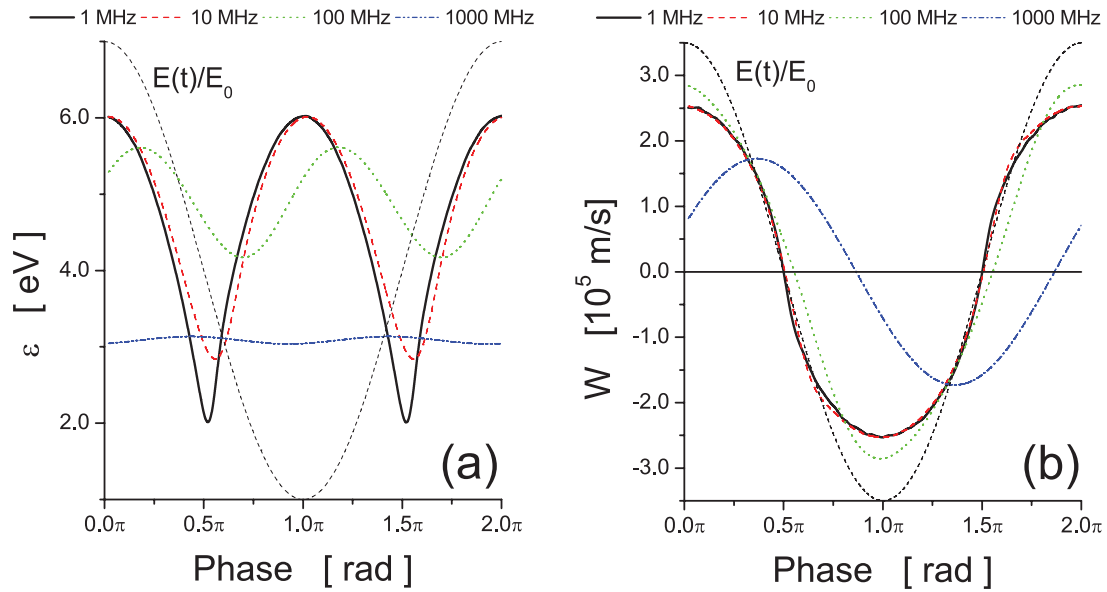 1 MHz 10 MHz 100 MHz 1000 MHz
E(t)/E₀
6.0
4.0
2.0
ε [ eV]
(a)
0.0π 0.5π 1.0π 1.5π 2.0π
Phase [ rad ]
1 MHz 10 MHz 100 MHz 1000 MHz
E(t)/E₀
3.0
2.0
1.0
0.0
-1.0
-2.0
-3.0
W [10⁵ m/s]
(b)
0.0π 0.5π 1.0π 1.5π 2.0π
Phase [ rad ]